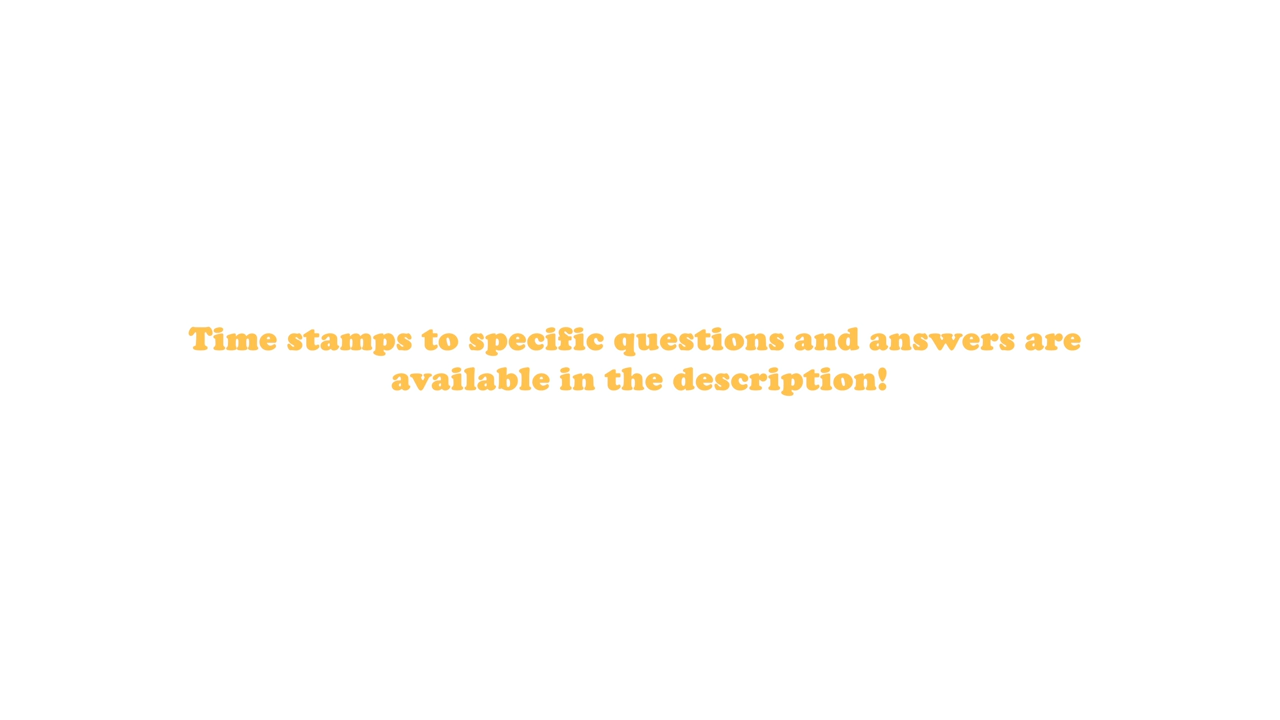 Time stamps to specific questions and answers are
available in the description!